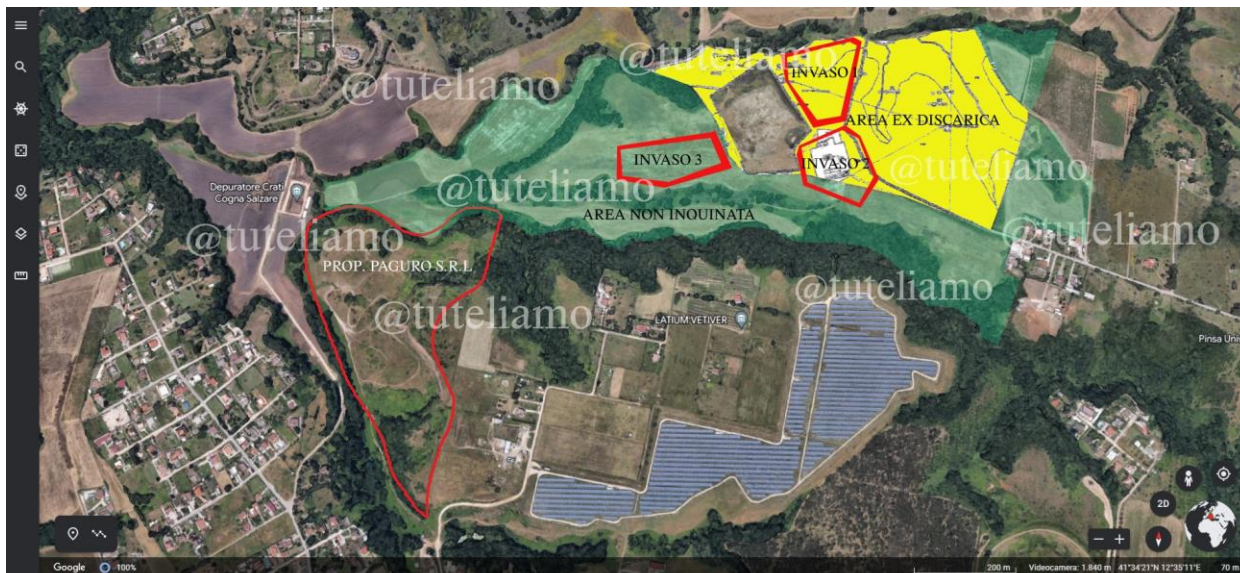 @tuteliamo
INVASO 1
@tuteliamo
AREA EX DISCARICA
INVASO 3
INVASO 2
@tuteliamo
@tuteliamo
Depuratore Crati
Cogna Salzare
AREA NON INQUINATA
@tuteliamo
PROP. PAGURO S.R.L
@tuteliamo
@tuteliamo
LATIUM VETIVER
2D
Google
100%
200 m
Videocamera: 1.840 m
41°34'21"N 12°35'11"E
70 m